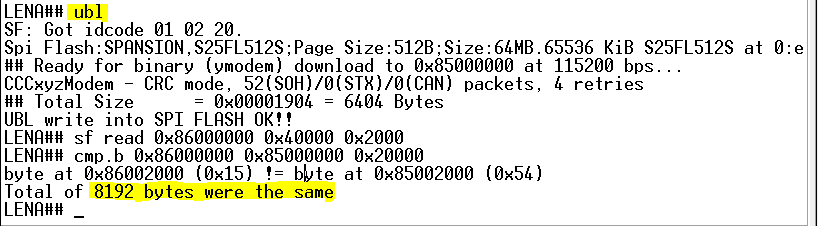 LENA## ubl
SF: Got idcode 01 02 20.
Spi Flash:SPANSION,S25FL512S;Page Size:512B;Size:64MB.65536 KiB S25FL512S at 0:e
## Ready for binary (ymodem) download to 0x85000000 at 115200 bps...
CCCxyzModem - CRC mode, 52(SOH)/0(STX)/0(CAN) packets, 4 retries
## Total Size      = 0x00001904 = 6404 Bytes
UBL write into SPI FLASH OK!!
LENA## sf read 0x86000000 0x40000 0x2000
LENA## cmp.b 0x86000000 0x85000000 0x20000
byte at 0x86002000 (0x15) != byte at 0x85002000 (0x54)
Total of 8192 bytes were the same
LENA## _